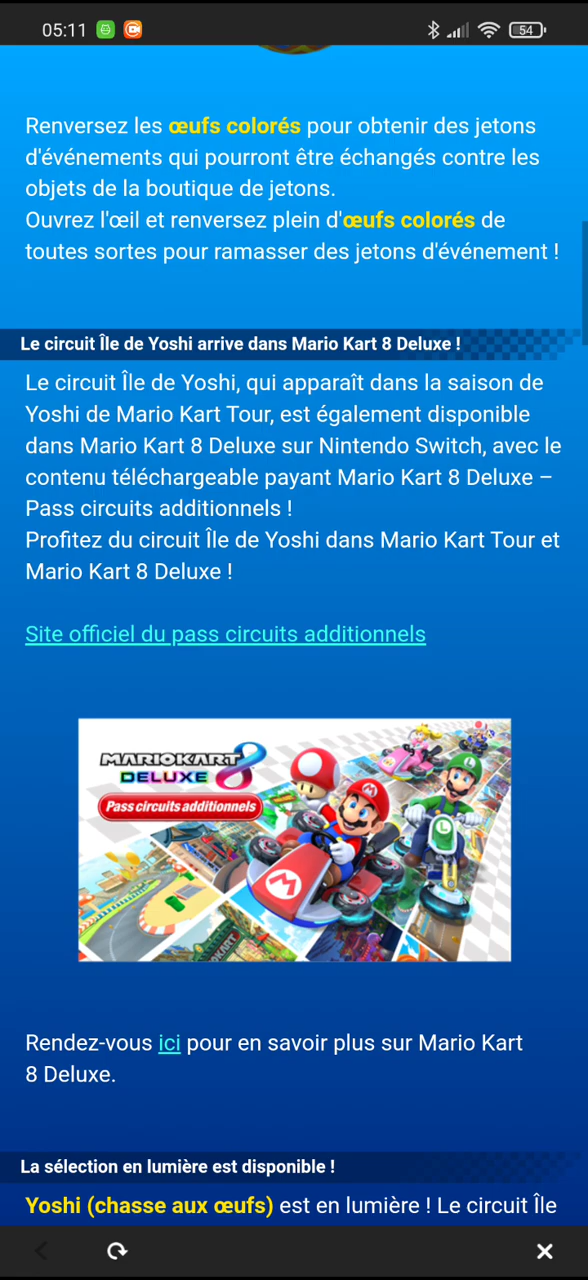 05:11
54
Renversez les œufs colorés pour obtenir des jetons
d'événements qui pourront être échangés contre les
objets de la boutique de jetons.
Ouvrez l'œil et renversez plein d'œufs colorés de
toutes sortes pour ramasser des jetons d'événement !
Le circuit Île de Yoshi arrive dans Mario Kart 8 Deluxe !
Le circuit Île de Yoshi, qui apparaît dans la saison de
Yoshi de Mario Kart Tour, est également disponible
dans Mario Kart 8 Deluxe sur Nintendo Switch, avec le
contenu téléchargeable payant Mario Kart 8 Deluxe –
Pass circuits additionnels !
Profitez du circuit Île de Yoshi dans Mario Kart Tour et
Mario Kart 8 Deluxe !
Site officiel du pass circuits additionnels
MARIOKART 8
DELUXE
Pass circuits additionnels
M
L
M
L
Rendez-vous ici pour en savoir plus sur Mario Kart
8 Deluxe.
La sélection en lumière est disponible !
Yoshi (chasse aux œufs) est en lumière ! Le circuit Île